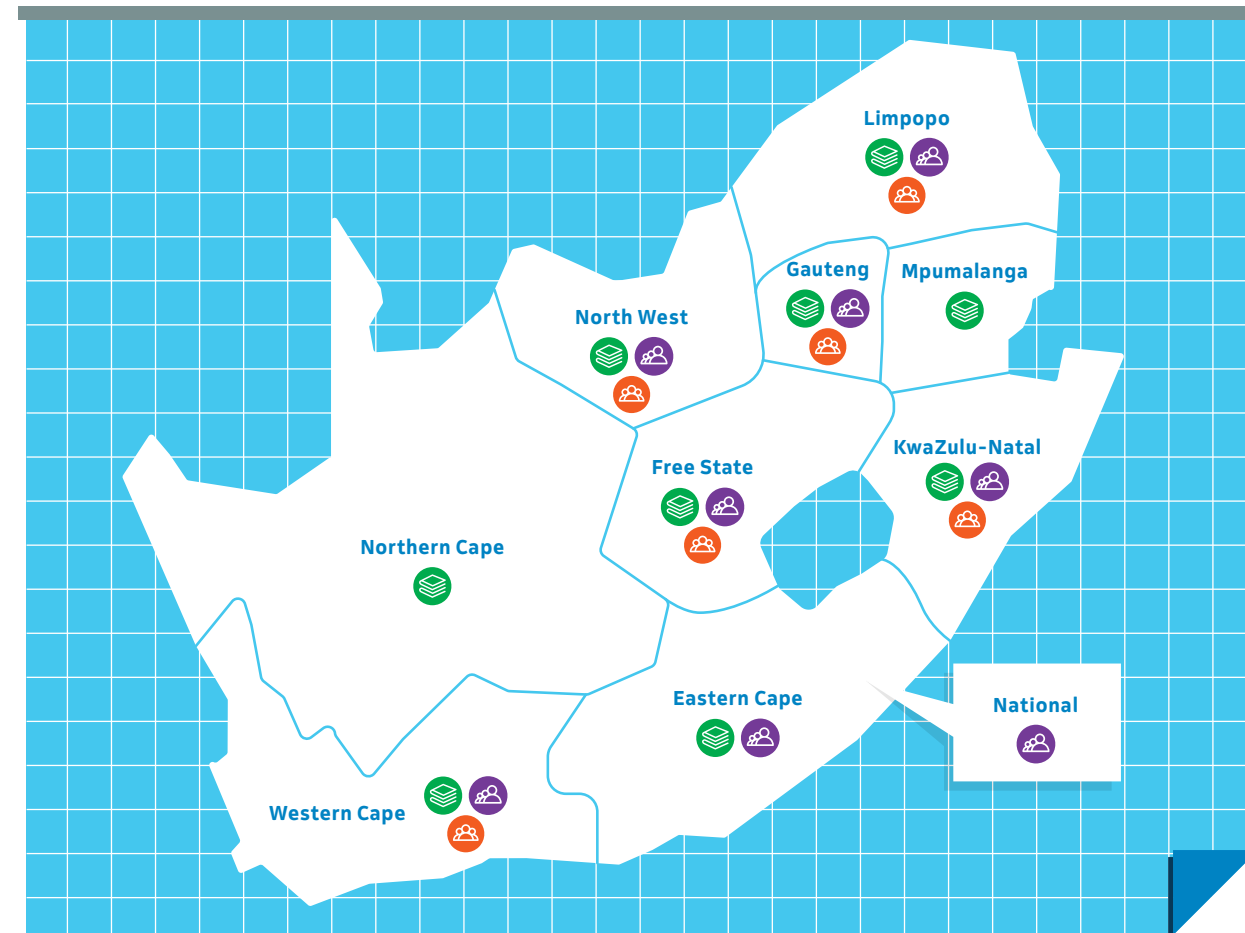 Limpopo
Gauteng
Mpumalanga
North West
KwaZulu-Natal
Free State
Northern Cape
Eastern Cape
National
Western Cape